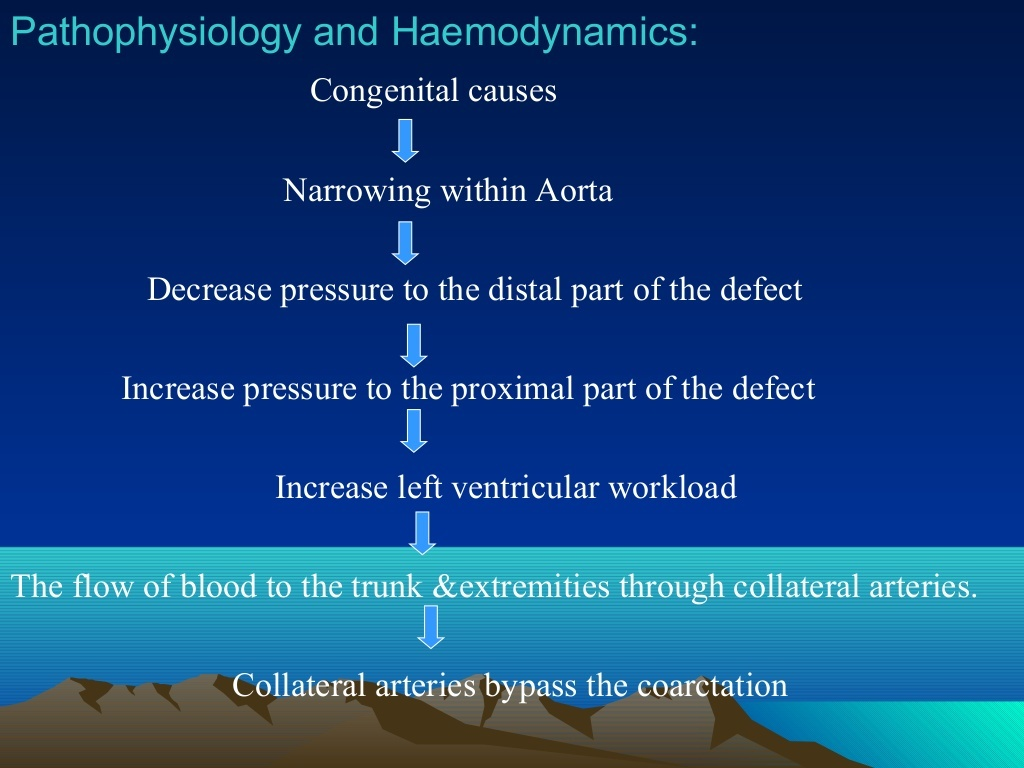 Pathophysiology and Haemodynamics:
Congenital causes
Narrowing within Aorta
Decrease pressure to the distal part of the defect
Increase pressure to the proximal part of the defect
Increase left ventricular workload
The flow of blood to the trunk &extremities through collateral arteries.
Collateral arteries bypass the coarctation